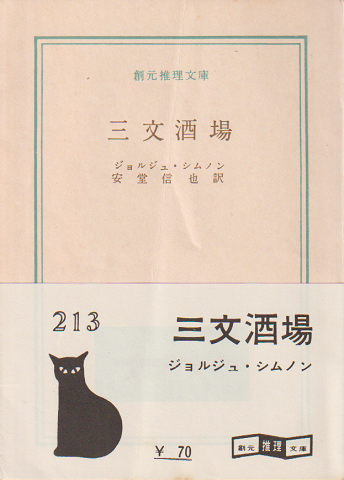 創元推理文庫
三文酒場
ジョルジュ・シムノン
安堂信也訳
213
三文酒場
ジョルジュ・シムノン
¥ 70
創元 推理 文庫